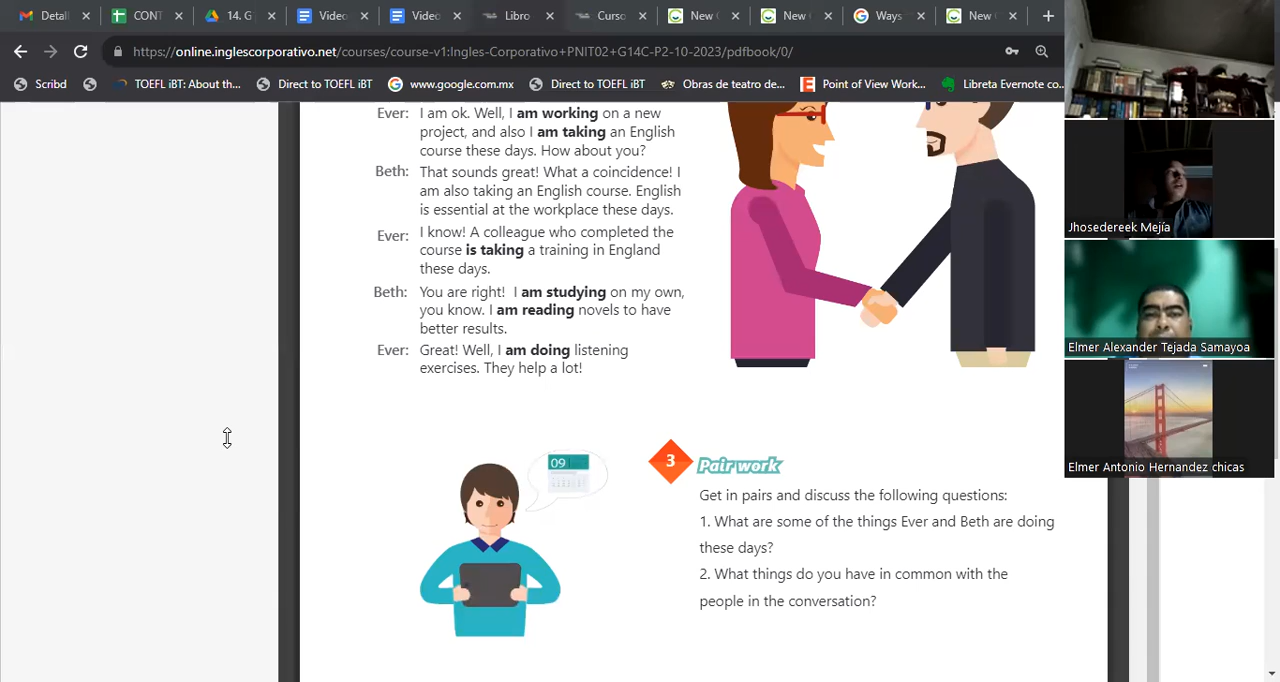 Detail
CONT
14. G
Video
Video
Libro
Curso
New
New
Ways
New
https://online.inglescorporativo.net/courses/course-v1:Ingles-Corporativo+PNIT02+G14C-P2-10-2023/pdfbook/0/
Scribd
TOEFL iBT: About th...
Direct to TOEFL iBT
www.google.com.mx
Direct to TOEFL iBT
Obras de teatro de...
Point of View Work...
Libreta Evernote co...
Ever: I am ok. Well, I am working on a new
project, and also I am taking an English
course these days. How about you?
Beth: That sounds great! What a coincidence! I
am also taking an English course. English
is essential at the workplace these days.
Ever: I know! A colleague who completed the
course is taking a training in England
these days.
Beth: You are right! I am studying on my own,
you know. I am reading novels to have
better results.
Ever: Great! Well, I am doing listening
exercises. They help a lot!
09
3 Pair work
Get in pairs and discuss the following questions:
1. What are some of the things Ever and Beth are doing
these days?
2. What things do you have in common with the
people in the conversation?
Jhosedereek Mejía
Elmer Alexander Tejada Samayoa
Elmer Antonio Hernandez chicas